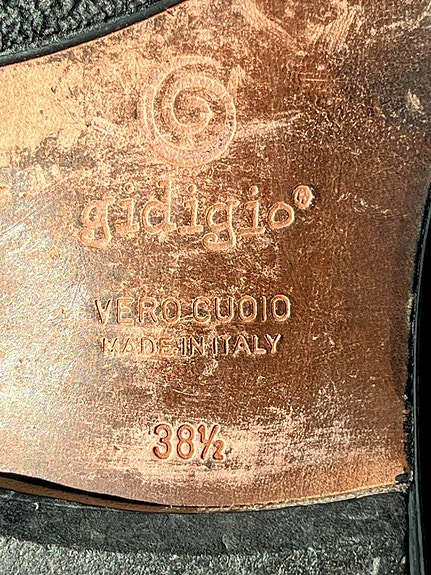 gidigio®
VERO CUOIO
MADE IN ITALY
38½